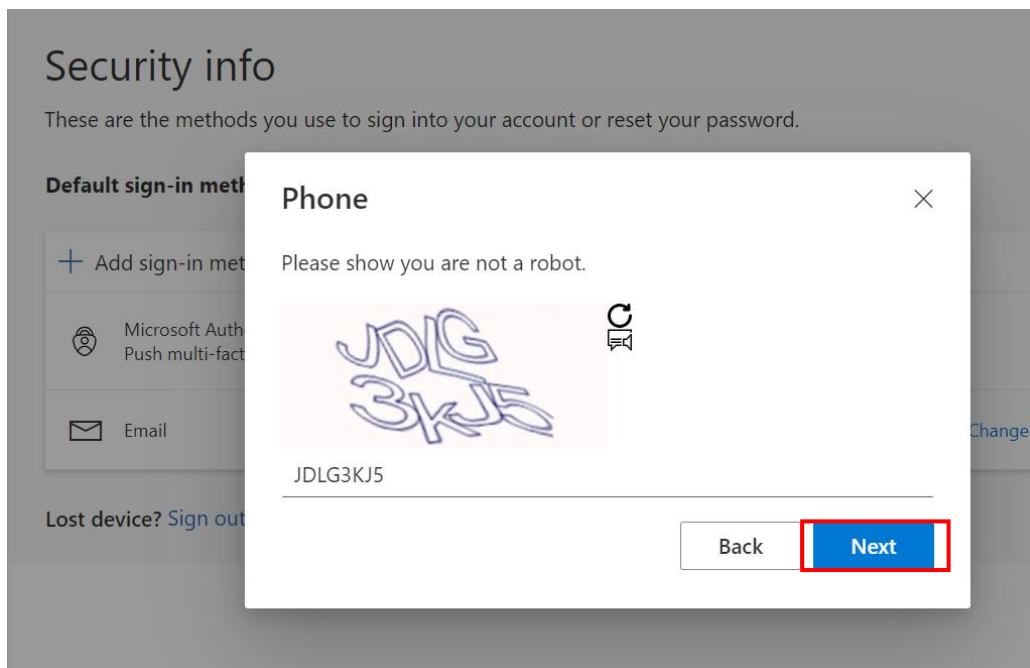 Security info
These are the methods you use to sign into your account or reset your password.
Default sign-in meth
Phone
Add sign-in met
Please show you are not a robot.
Microsoft Auth
Push multi-fact
JDLG
3KJ5
Email
Change
JDLG3KJ5
Lost device? Sign out
Back
Next